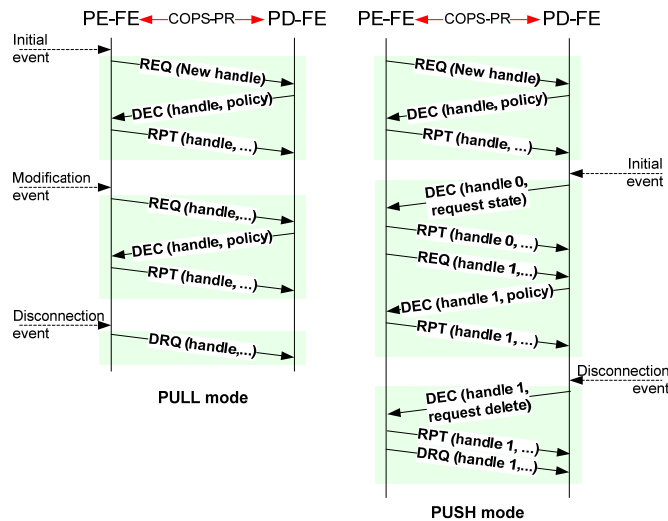 PE-FE
COPS-PR
PD-FE
Initial
event
REQ (New handle)
DEC (handle, policy)
RPT (handle, ...)
Modification
event
REQ (handle,...)
DEC (handle, policy)
RPT (handle, ...)
Disconnection
event
DRQ (handle,...)
PULL mode
PE-FE
COPS-PR
PD-FE
REQ (New handle)
DEC (handle, policy)
RPT (handle, ...)
Initial
event
DEC (handle 0,
request state)
RPT (handle 0, ...)
REQ (handle 1,...)
DEC (handle 1, policy)
RPT (handle 1, ...)
Disconnection
event
DEC (handle 1,
request delete)
RPT (handle 1, ...)
DRQ (handle 1,...)
PUSH mode